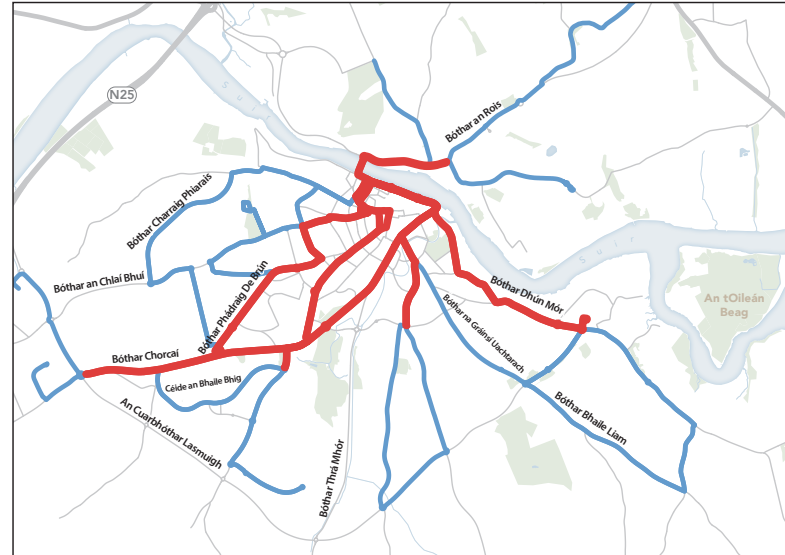 N25
Suir
Bóthar an Rois
Bóthar Charraig Phiarais
Bóthar an Chlaí Bhuí
Bóthar Phádraig De Brún
Suir
Bóthar Dhún Mór
An tOileán
Beag
Bóthar na Gráinsí Uachtarach
Bóthar Chorcaí
Céide an Bhaile Bhig
An Cuarbhóthar Lasmuigh
Bóthar Thrá Mhór
Bóthar Bhaile Liam